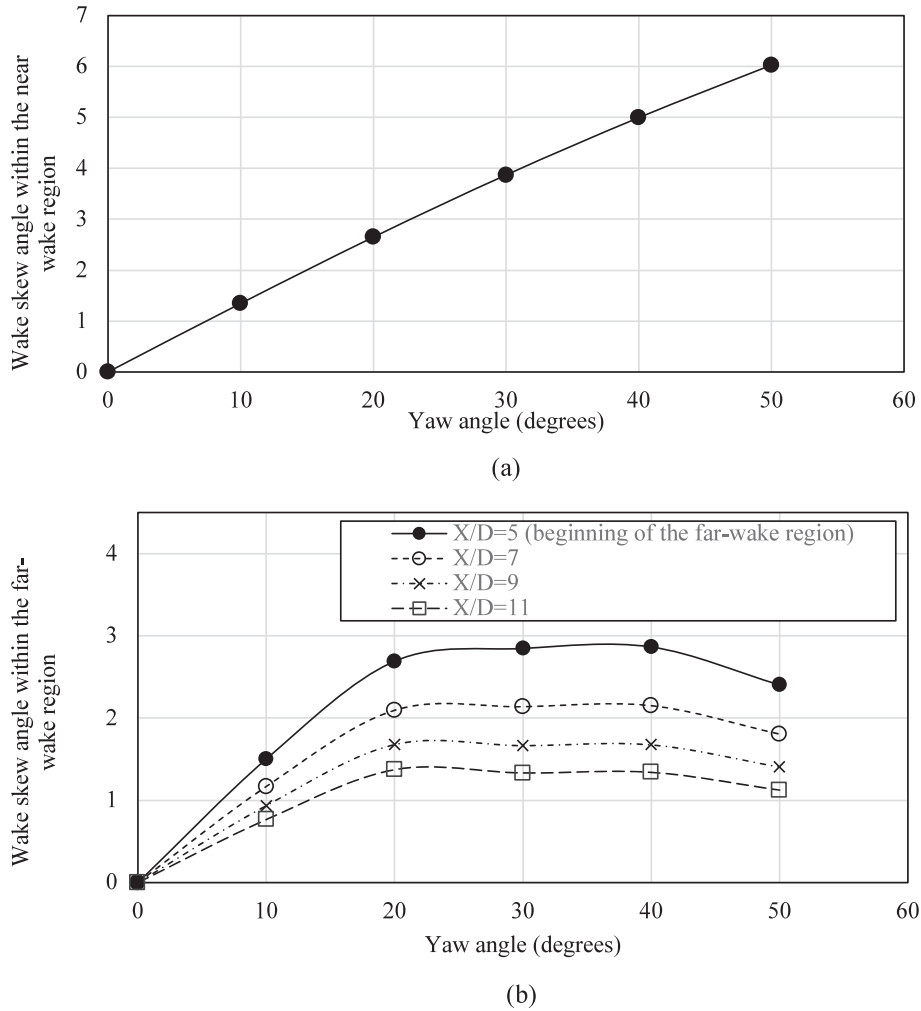 7
6
5
4
3
2
1
0
Wake skew angle within the near
wake region
0 10 20 30 40 50 60
Yaw angle (degrees)
(a)
4
3
2
1
0
Wake skew angle within the far-
wake region
X/D=5 (beginning of the far-wake region)
X/D=7
X/D=9
X/D=11
0 10 20 30 40 50 60
Yaw angle (degrees)
(b)